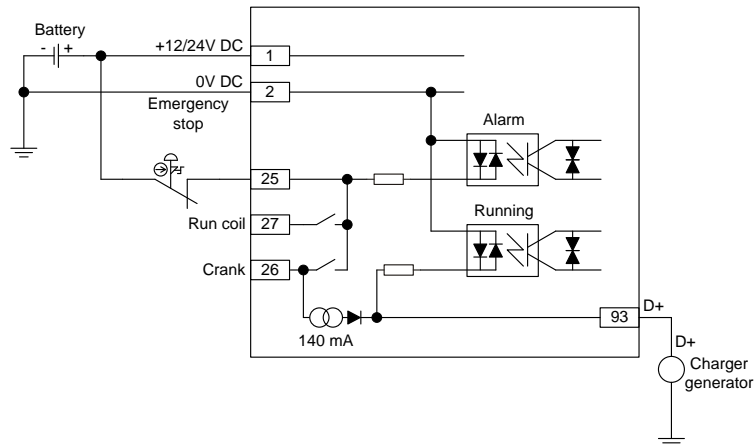 Battery
- +
+12/24V DC
1
0V DC
2
Emergency
stop
Alarm
25
Run coil
27
Running
Crank
26
140 mA
93
D+
D+
Charger
generator